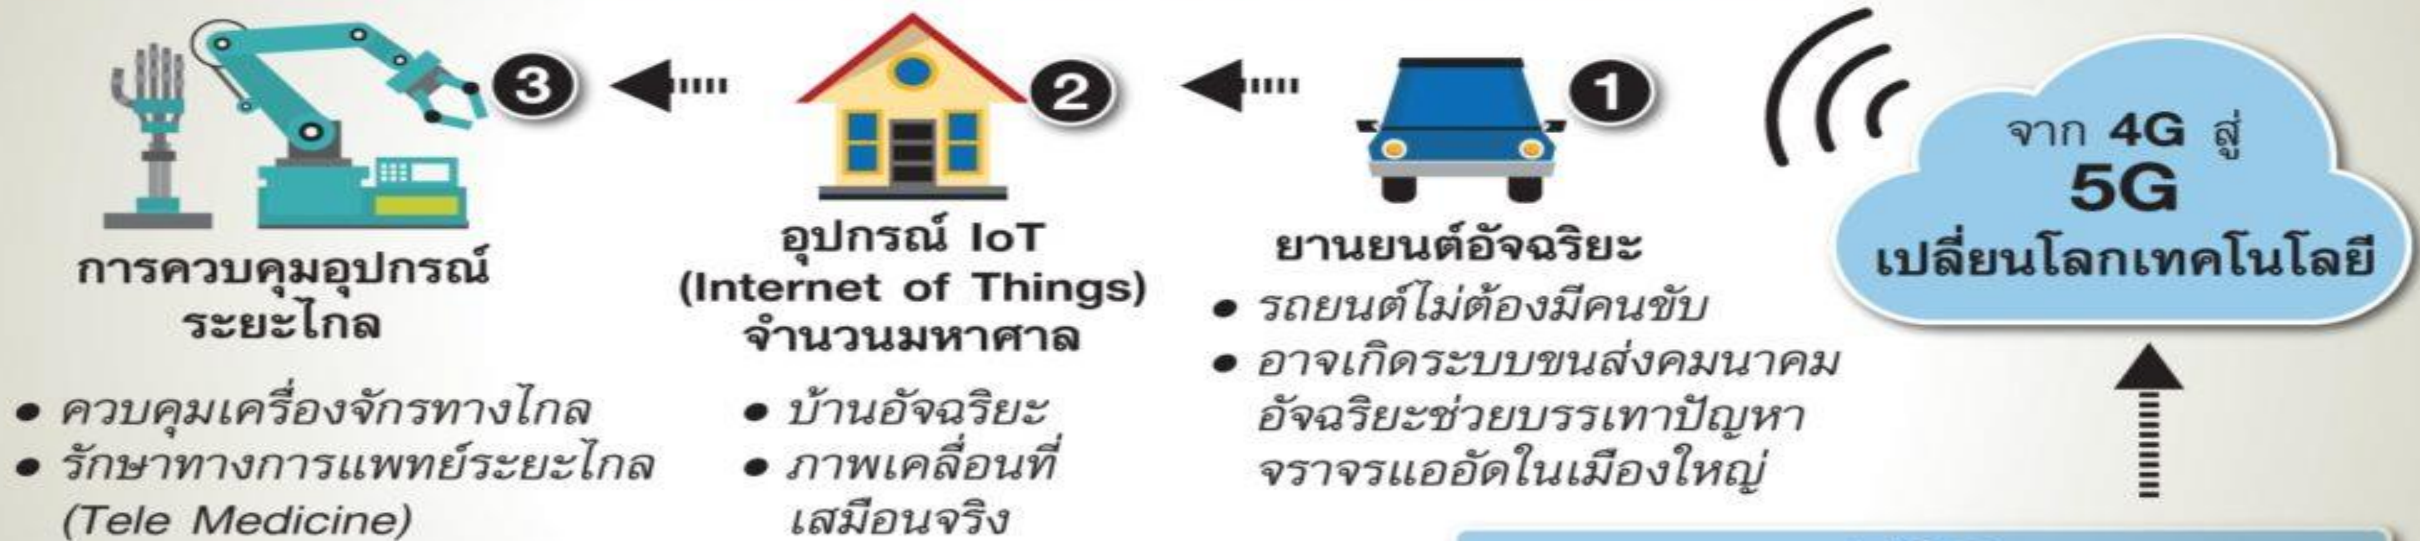 จาก 4G สู่
5G
เปลี่ยนโลกเทคโนโลยี
1
ยานยนต์อัจฉริยะ
• รถยนต์ไม่ต้องมีคนขับ
• อาจเกิดระบบขนส่งคมนาคม
อัจฉริยะช่วยบรรเทาปัญหา
จราจรแออัดในเมืองใหญ่
2
อุปกรณ์ IoT
(Internet of Things)
จำนวนมหาศาล
• บ้านอัจฉริยะ
• ภาพเคลื่อนที่
เสมือนจริง
3
การควบคุมอุปกรณ์
ระยะไกล
• ควบคุมเครื่องจักรทางไกล
• รักษาทางการแพทย์ระยะไกล
(Tele Medicine)